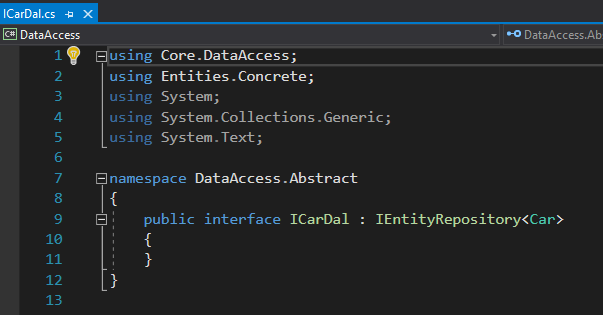 ICarDal.cs
C# DataAccess
DataAccess.Ab
1 using Core.DataAccess;
2 using Entities.Concrete;
3 using System;
4 using System.Collections.Generic;
5 using System.Text;
6
7 namespace DataAccess.Abstract
8 {
9 public interface ICarDal : IEntityRepository<Car>
10 {
11 }
12 }
13